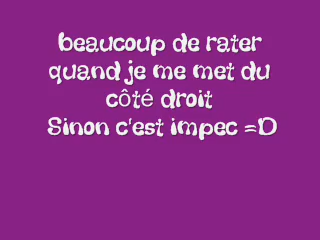 beaucoup de rater
quand je me met du
côté droit
Sinon c'est impec =D